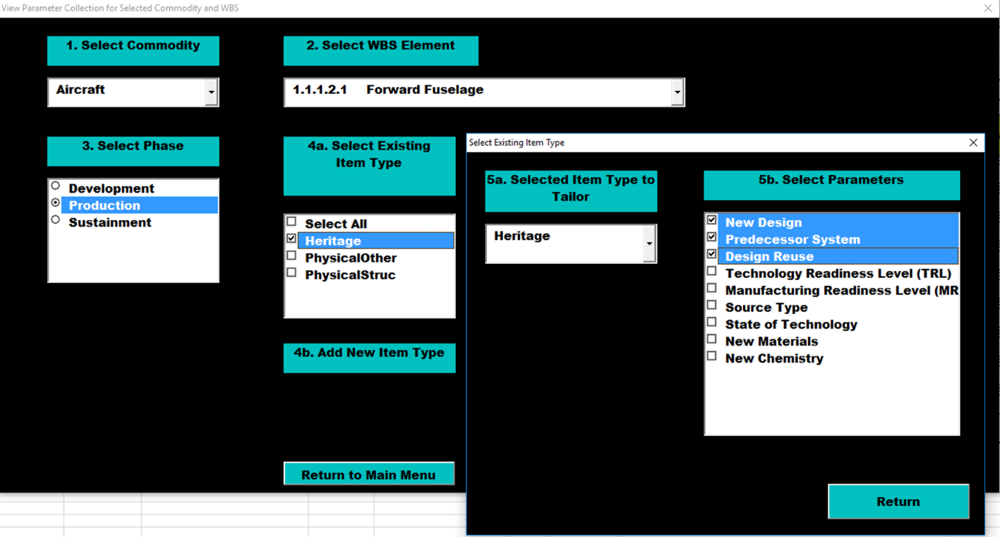 View Parameter Collection for Selected Commodity and WBS
1. Select Commodity
2. Select WBS Element
Aircraft
1.1.1.2.1 Forward Fuselage
3. Select Phase
Development
Production
Sustainment
4a. Select Existing
Item Type
Select All
Heritage
PhysicalOther
PhysicalStruc
4b. Add New Item Type
Return to Main Menu
Select Existing Item Type
5a. Selected Item Type to
Tailor
Heritage
5b. Select Parameters
New Design
Predecessor System
Design Reuse
Technology Readiness Level (TRL)
Manufacturing Readiness Level (MR
Source Type
State of Technology
New Materials
New Chemistry
Return